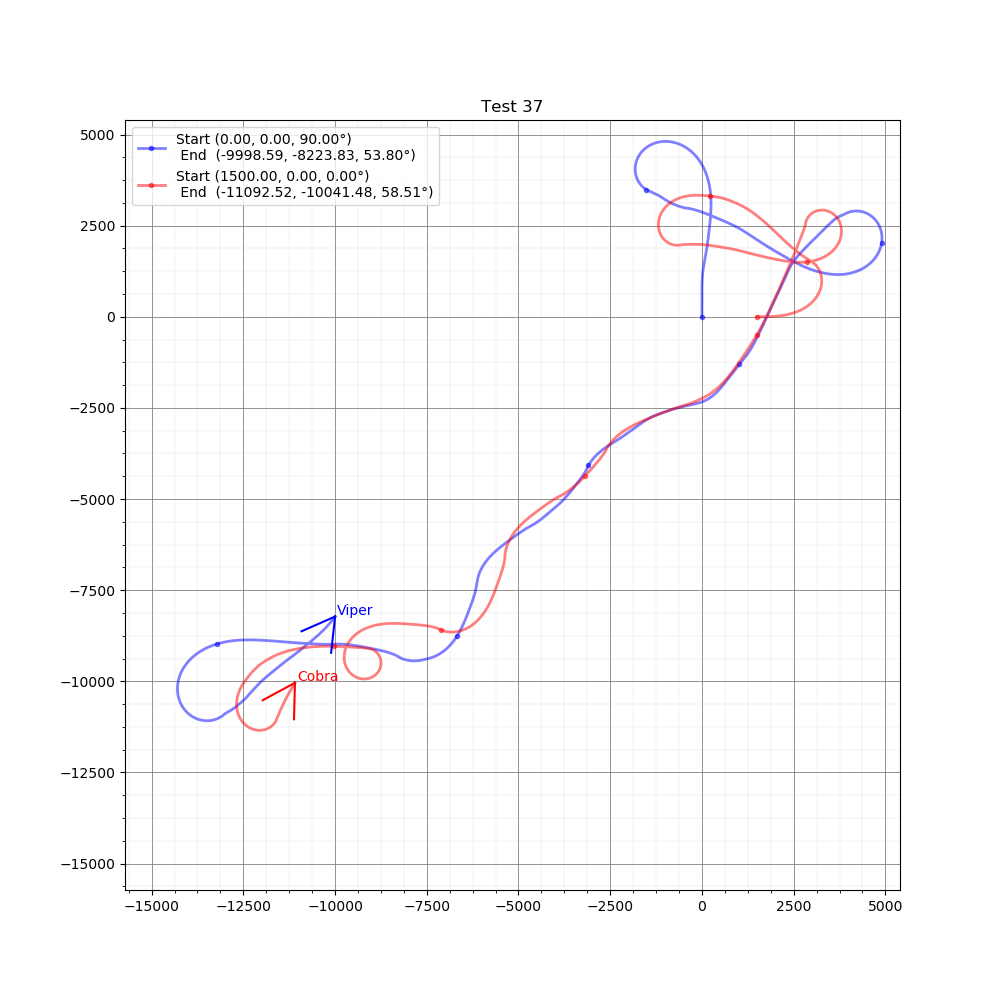 Test 37
Start (0.00, 0.00, 90.00°)
End (-9998.59, -8223.83, 53.80°)
Start (1500.00, 0.00, 0.00°)
End (-11092.52, -10041.48, 58.51°)
5000
2500
0
−2500
−5000
−7500
−10000
−12500
−15000
Viper
Cobra
−15000 −12500 −10000 −7500 −5000 −2500 0 2500 5000